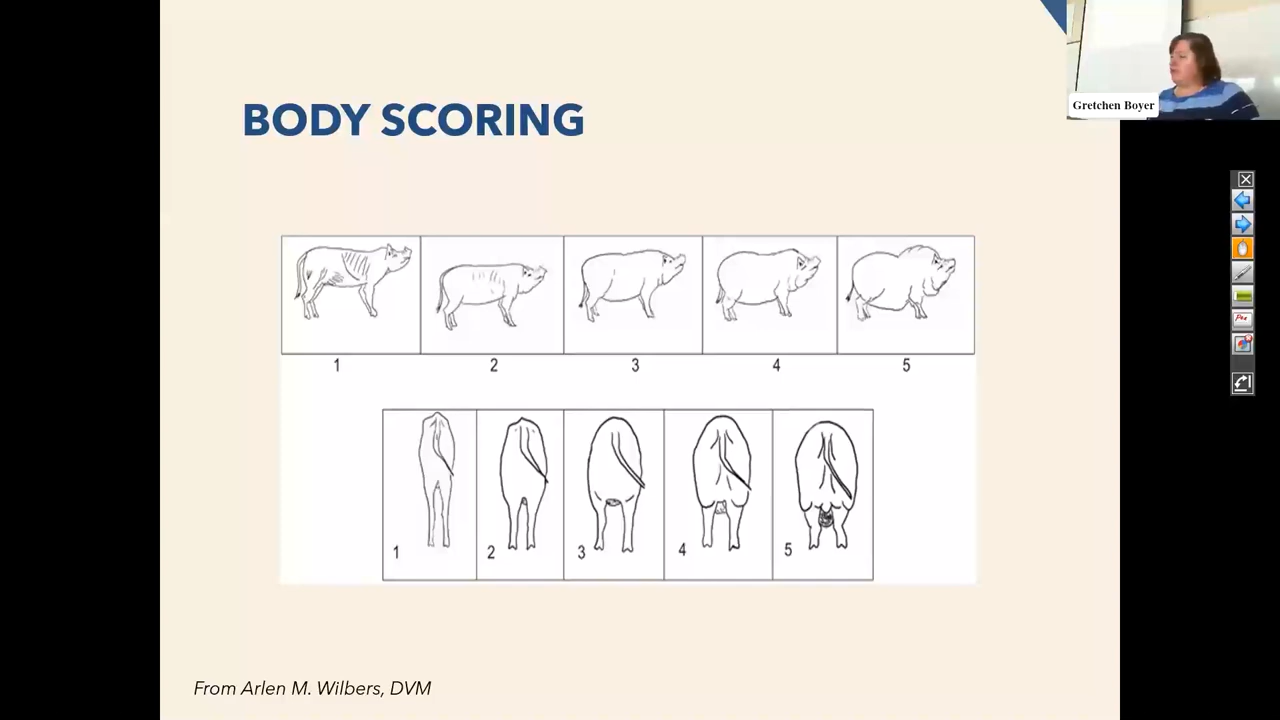 BODY SCORING
Gretchen Boyer
1 2 3 4 5
1 2 3 4 5
From Arlen M. Wilbers, DVM